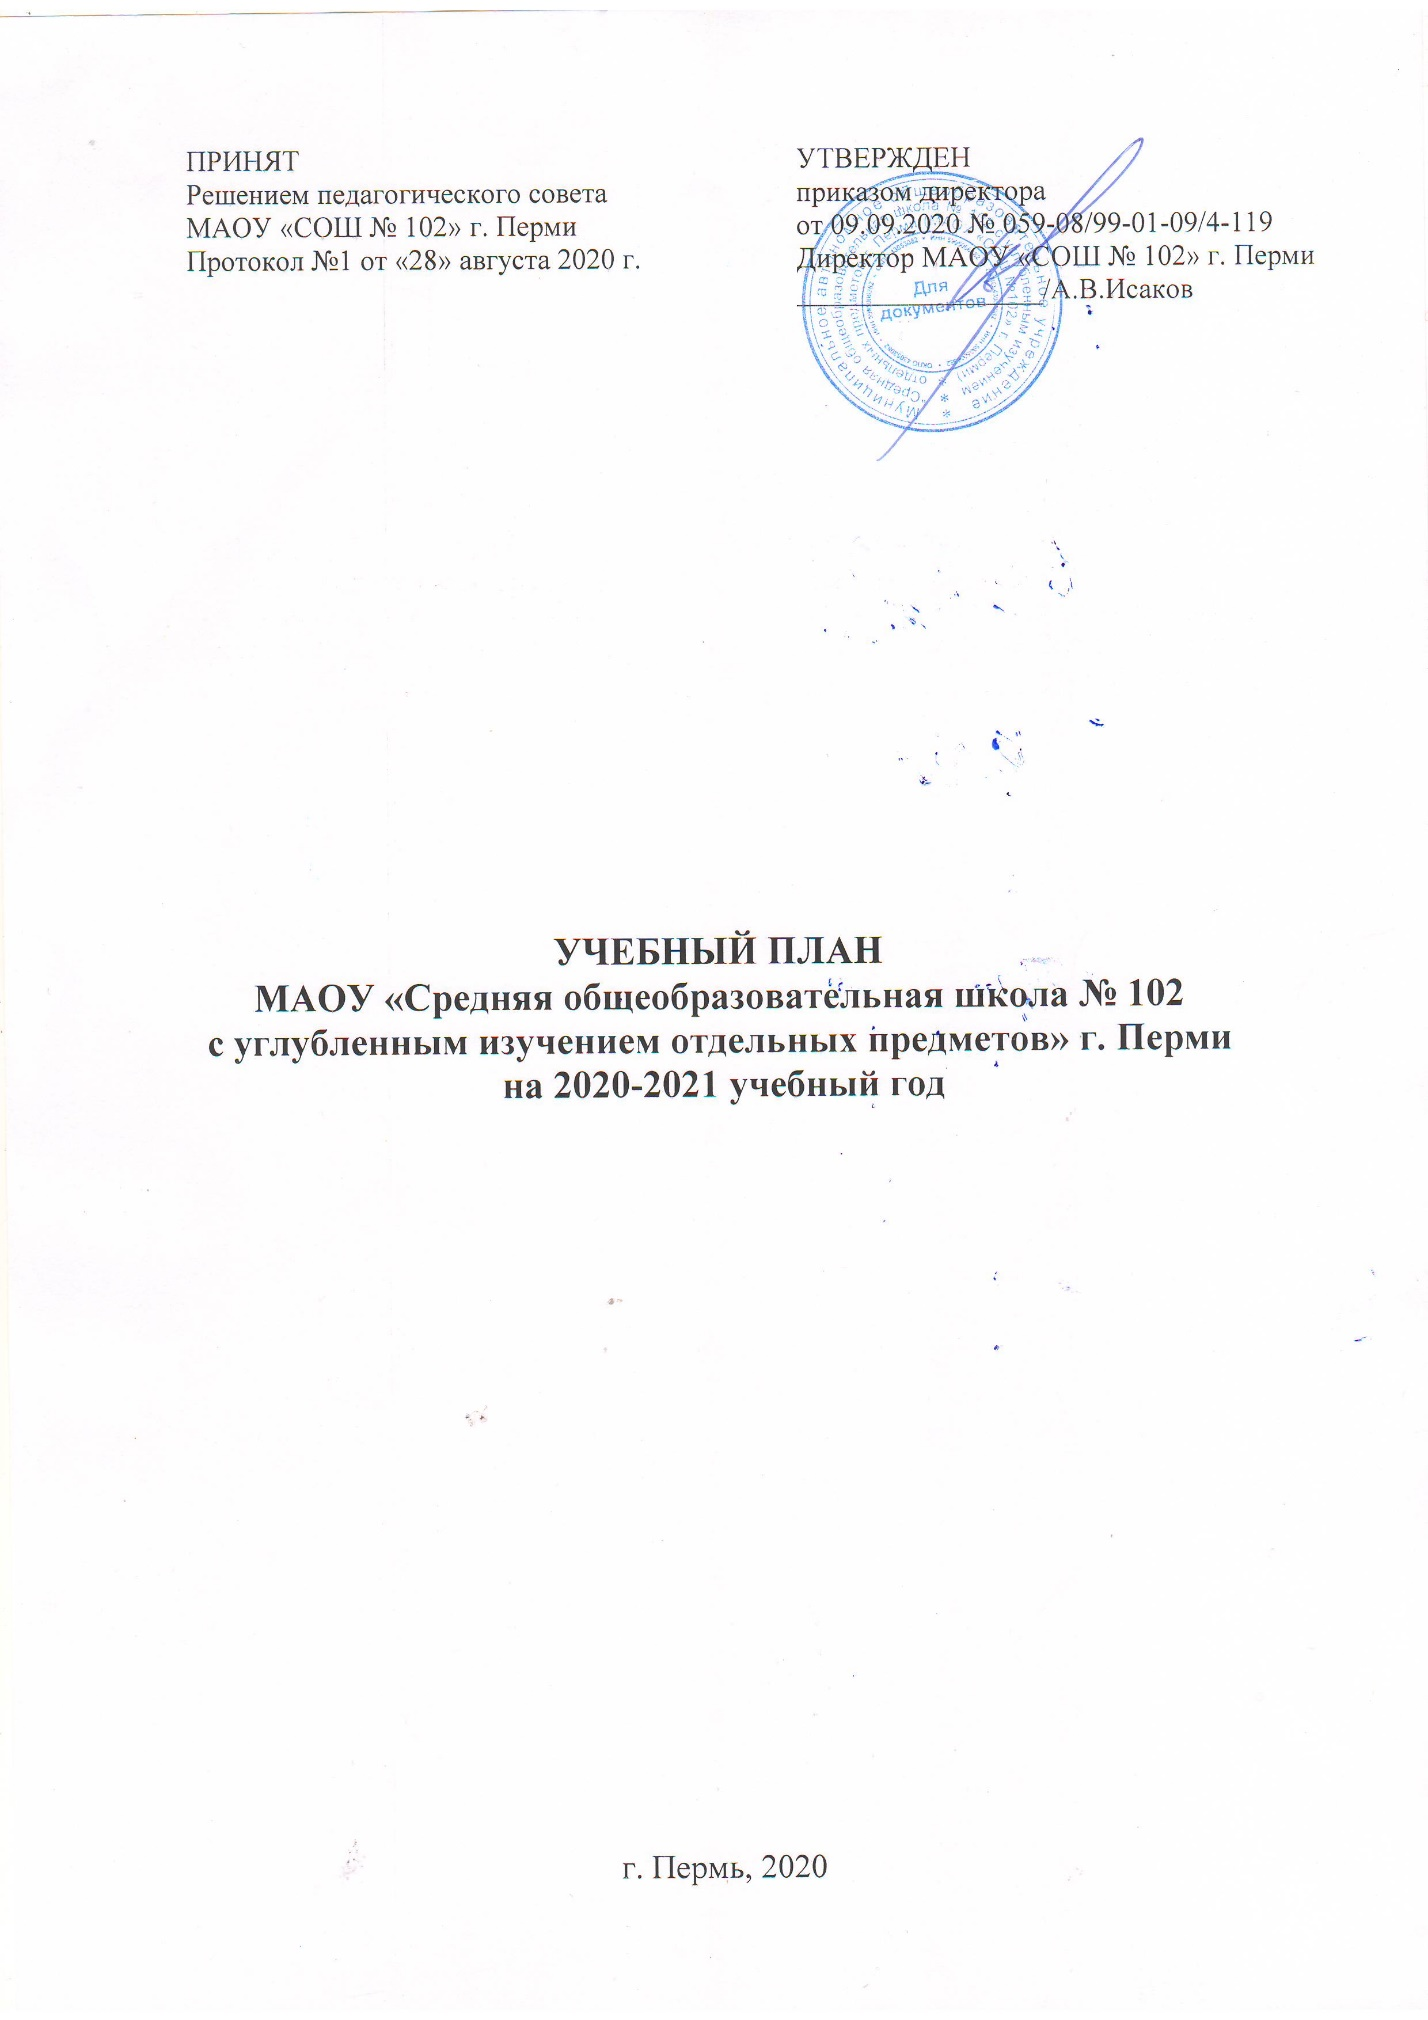 ПРИНЯТ
Решением педагогического совета
МАОУ «СОШ № 102» г. Перми
Протокол №1 от «28» августа 2020 г.
УТВЕРЖДЕН
приказом директора
от 09.09.2020 № 059-08/99-01-09/4-119
Директор МАОУ «СОШ № 102» г. Перми
/А.В.Исаков
Для
документов
УЧЕБНЫЙ ПЛАН
МАОУ «Средняя общеобразовательная школа № 102
с углубленным изучением отдельных предметов» г. Перми
на 2020-2021 учебный год
г. Пермь, 2020